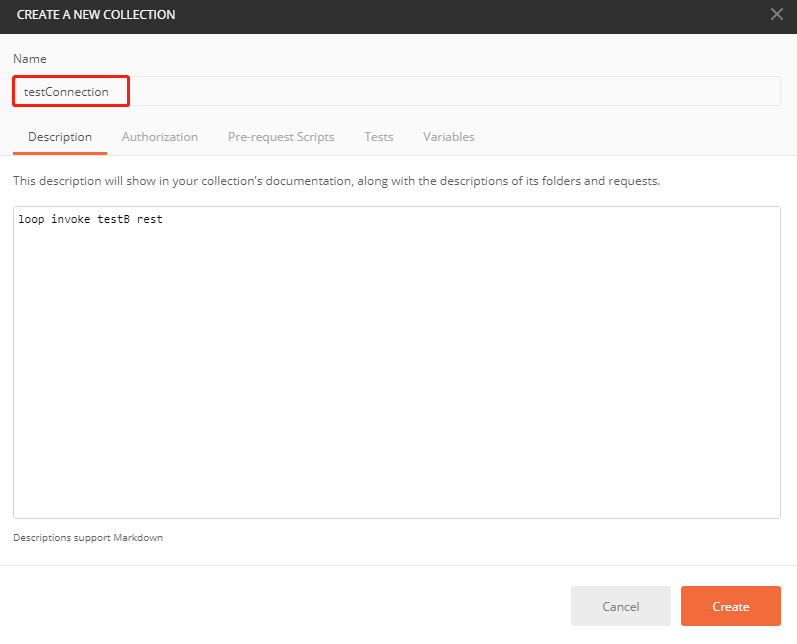 CREATE A NEW COLLECTION
Name
testConnection
Description Authorization Pre-request Scripts Tests Variables
This description will show in your collection's documentation, along with the descriptions of its folders and requests.
loop invoke testB rest
Descriptions support Markdown
Cancel Create